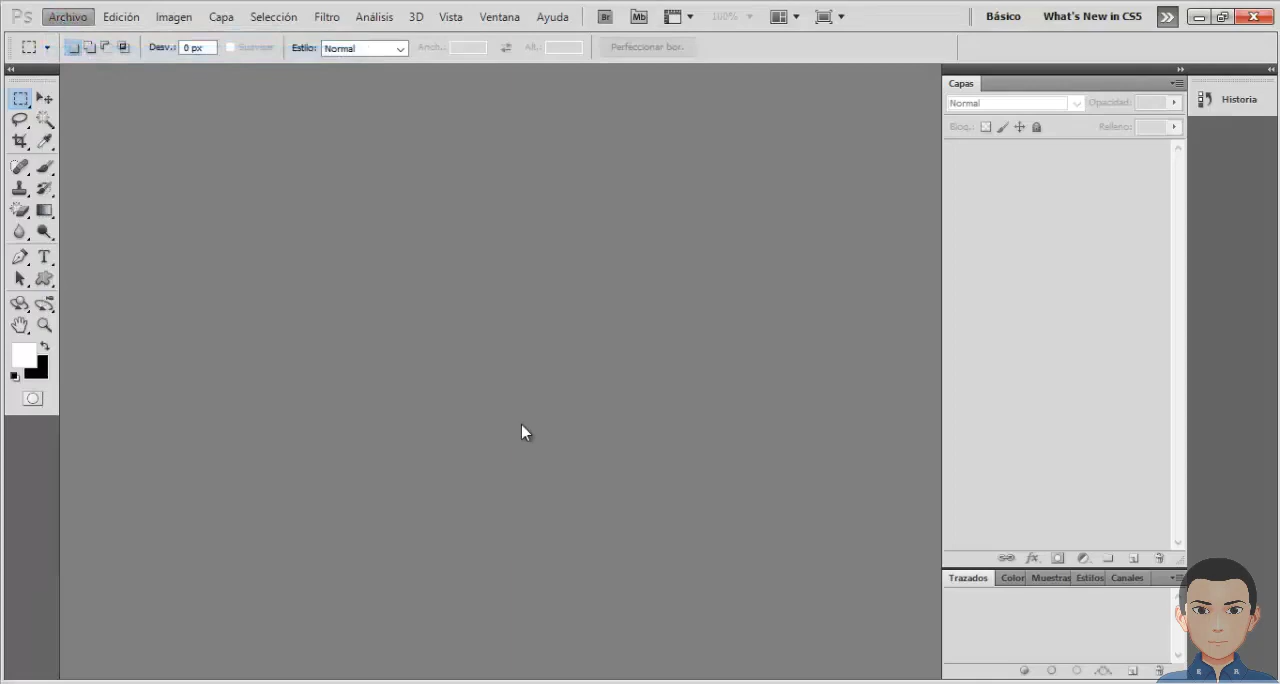 Ps Archivo Edición Imagen Capa Selección Filtro Análisis 3D Vista Ventana Ayuda Br Mb 100% Básico What's New in CS5
Desv.: 0 px Suavizar Estilo: Normal Anch.: Alt.: Perfeccionar bor.
Capas
Historia
Normal Opacidad:
Bloq.: Relleno:
T
fx
Trazados Color Muestras Estilos Canales